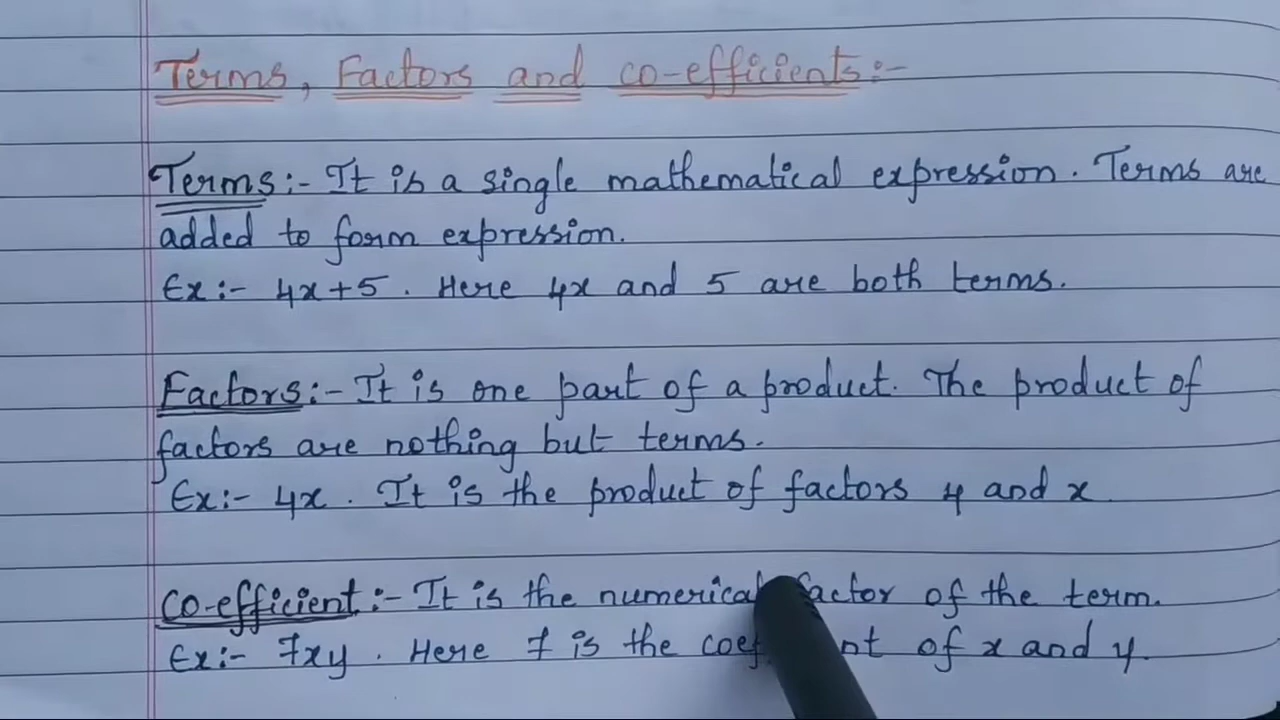 Terms, Factors and co-efficients:-
Terms:- It is a single mathematical expression. Terms are
added to form expression.
Ex:- 4x+5. Here 4x and 5 are both terms.
Factors:- It is one part of a product. The product of
factors are nothing but terms.
Ex:- 4x. It is the product of factors 4 and x
Co-efficient:- It is the numerical factor of the term.
Ex:- 7xy. Here 7 is the of x and y.